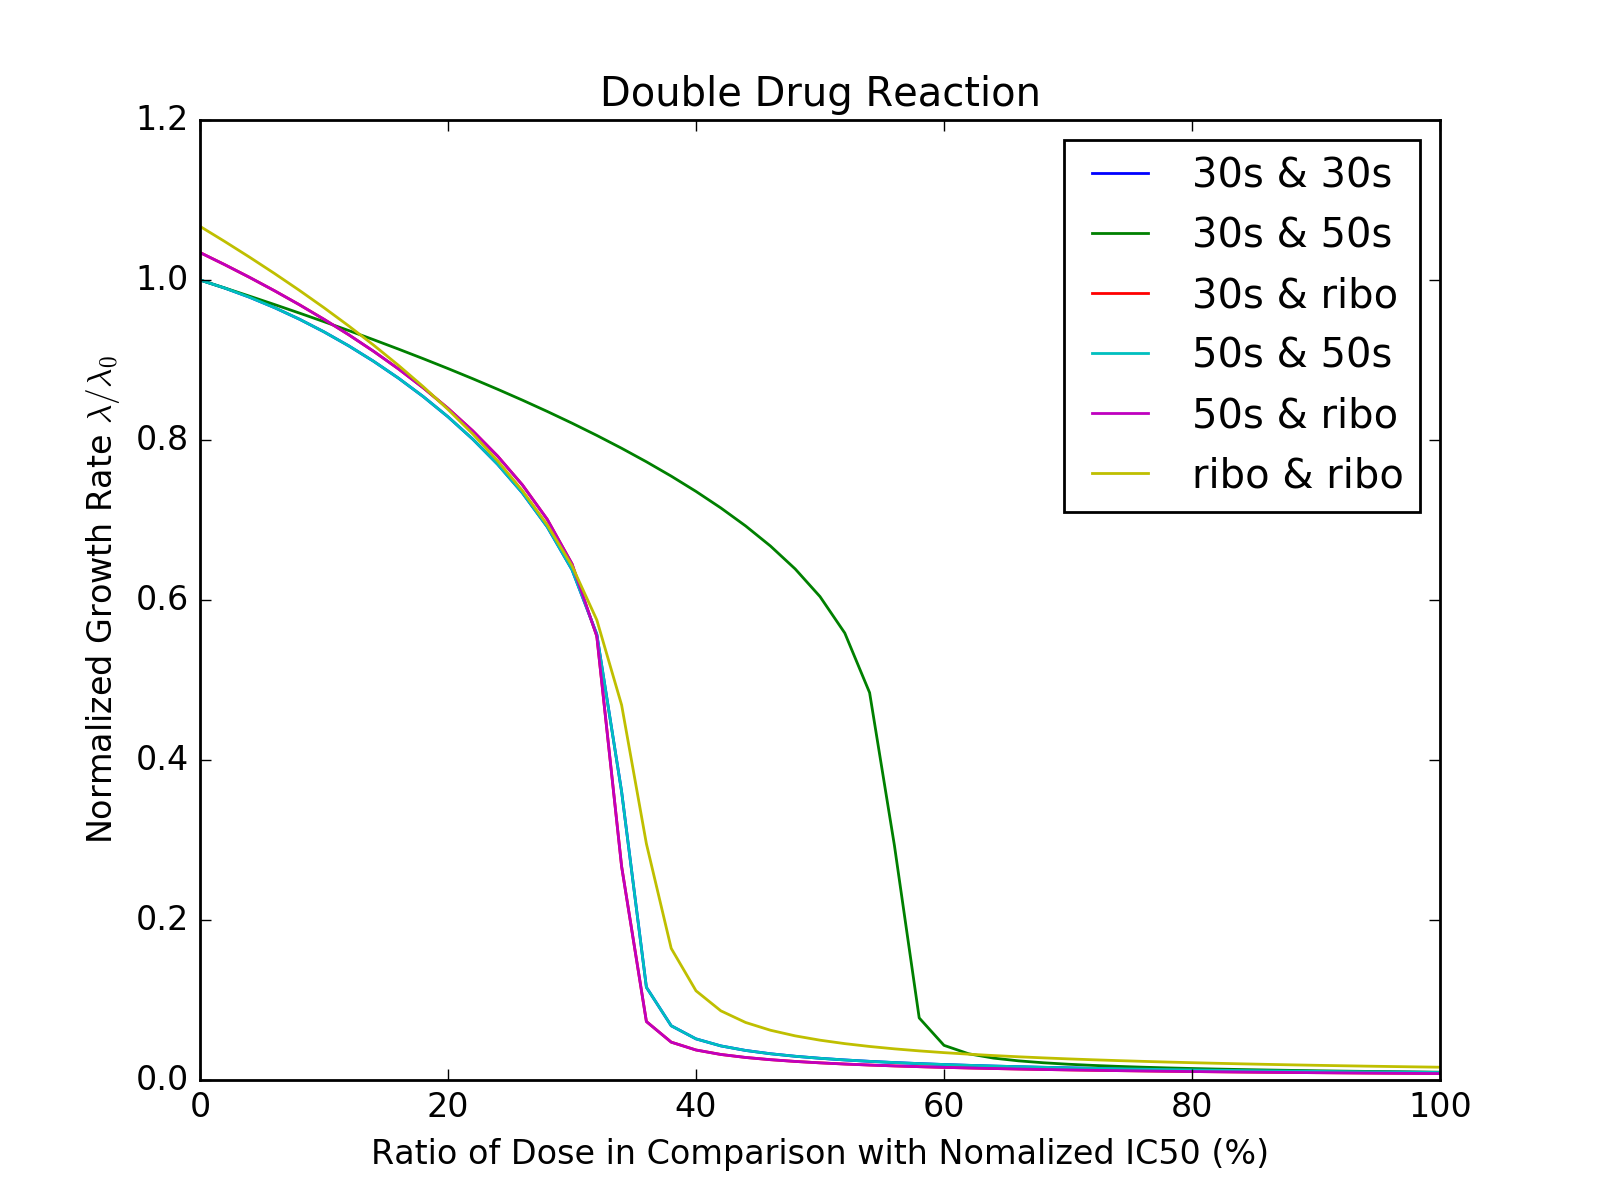 Double Drug Reaction
1.2
1.0
0.8
0.6
0.4
0.2
0.0
Normalized Growth Rate λ/λ₀
30s & 30s
30s & 50s
30s & ribo
50s & 50s
50s & ribo
ribo & ribo
0 20 40 60 80 100
Ratio of Dose in Comparison with Nomalized IC50 (%)